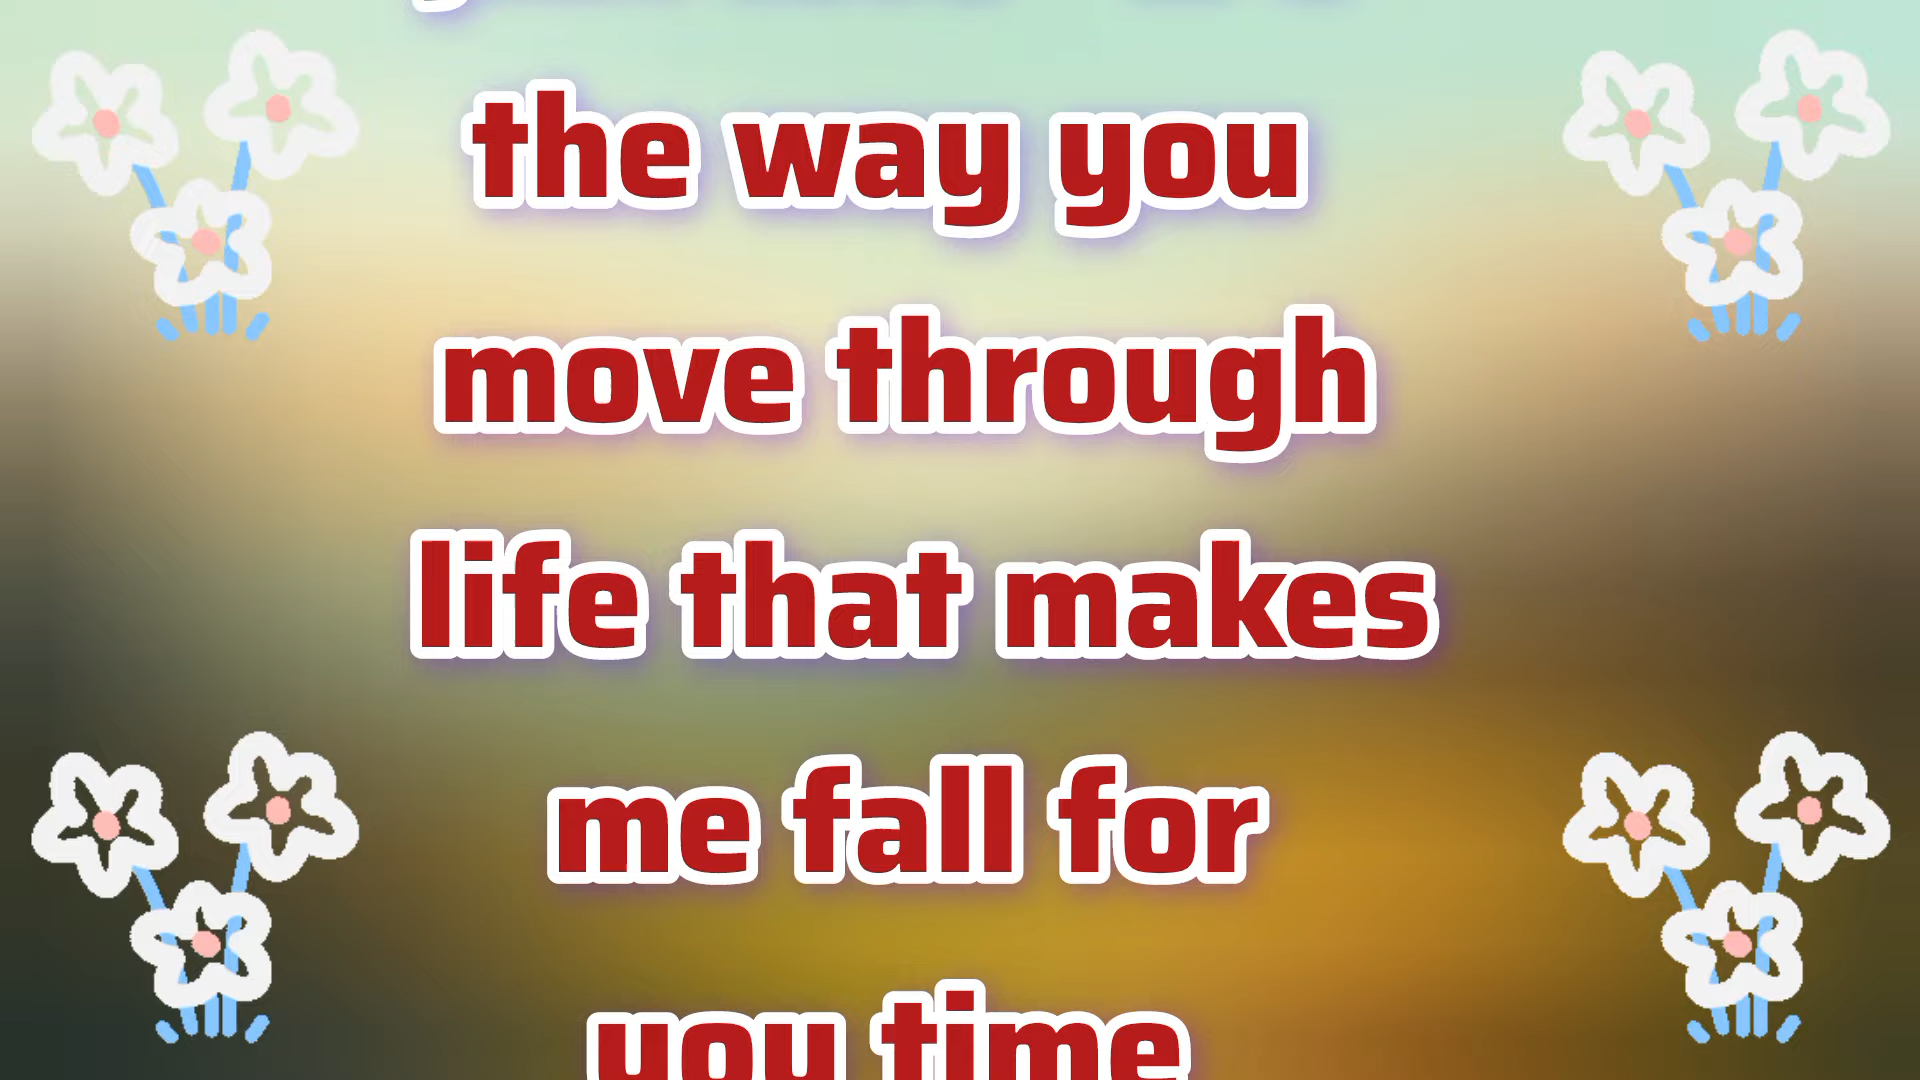 the way you
move through
life that makes
me fall for
you time